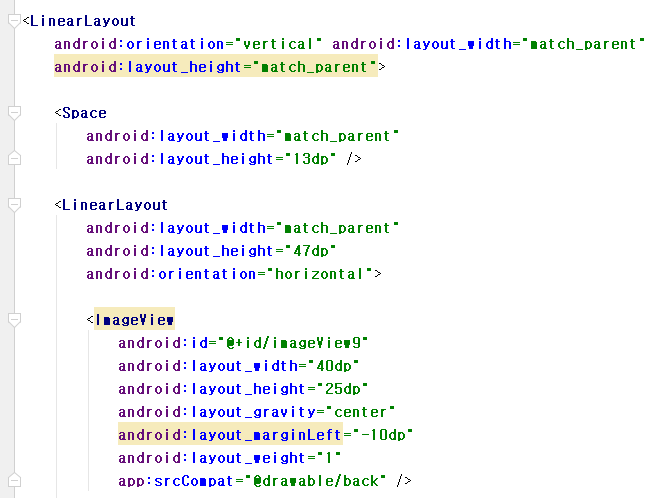 <LinearLayout
android:orientation="vertical" android:layout_width="match_parent"
android:layout_height="match_parent">
<Space
android:layout_width="match_parent"
android:layout_height="13dp" />
<LinearLayout
android:layout_width="match_parent"
android:layout_height="47dp"
android:orientation="horizontal">
<ImageView
android:id="@+id/imageView9"
android:layout_width="40dp"
android:layout_height="25dp"
android:layout_gravity="center"
android:layout_marginLeft="-10dp"
android:layout_weight="1"
app:srcCompat="@drawable/back" />